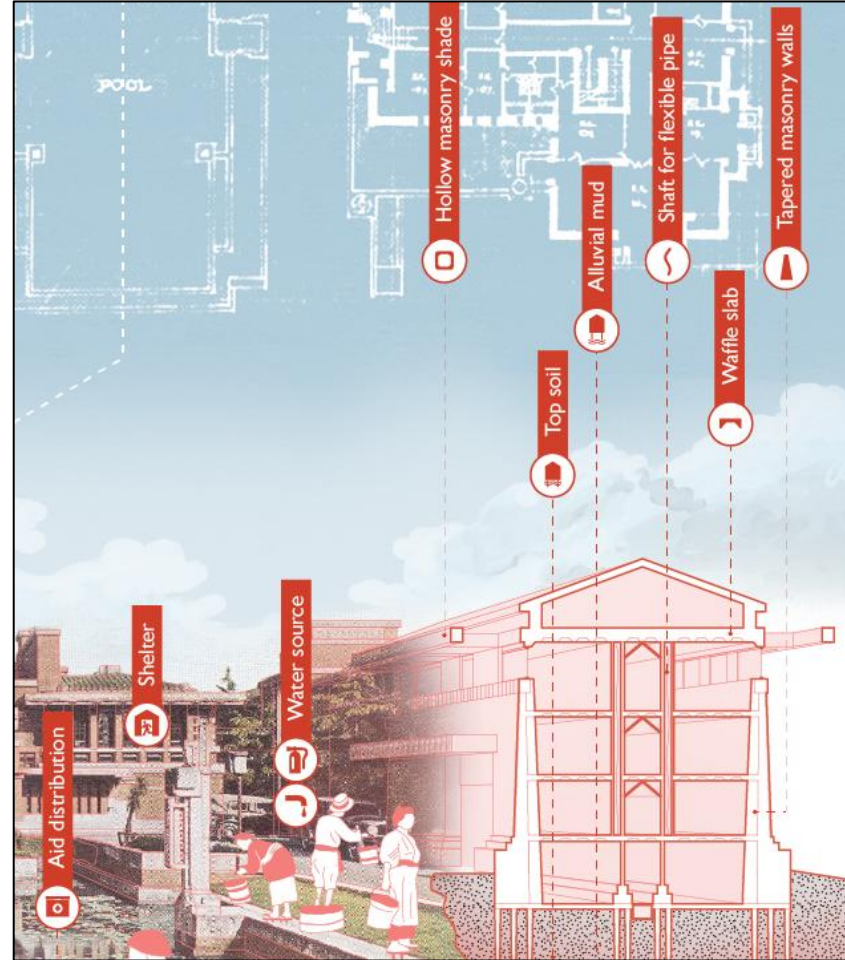 POOL
Hollow masonry shade
Alluvial mud
Shaft for flexible pipe
Tapered masonry walls
Top soil
Waffle slab
Shelter
Water source
Aid distribution